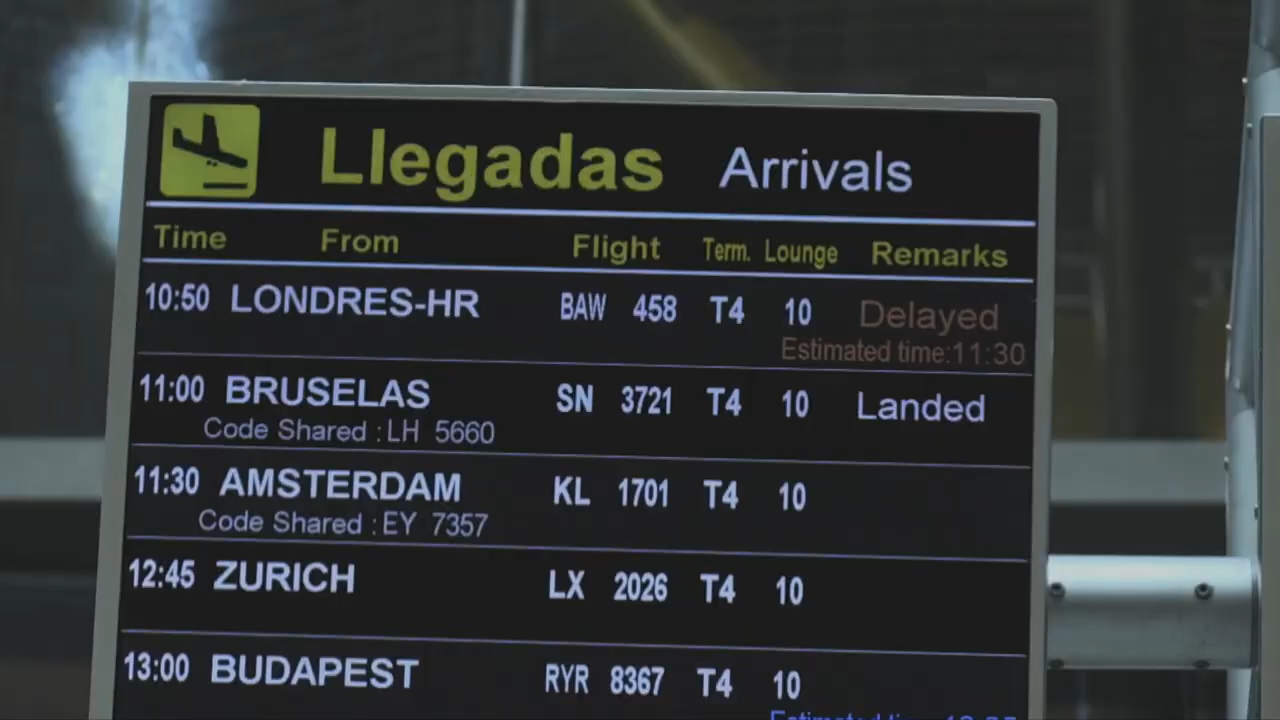 Llegadas Arrivals
Time From Flight Term. Lounge Remarks
10:50 LONDRES-HR BAW 458 T4 10 Delayed
Estimated time:11:30
11:00 BRUSELAS SN 3721 T4 10 Landed
Code Shared : LH 5660
11:30 AMSTERDAM KL 1701 T4 10
Code Shared : EY 7357
12:45 ZURICH LX 2026 T4 10
13:00 BUDAPEST RYR 8367 T4 10
Estimated